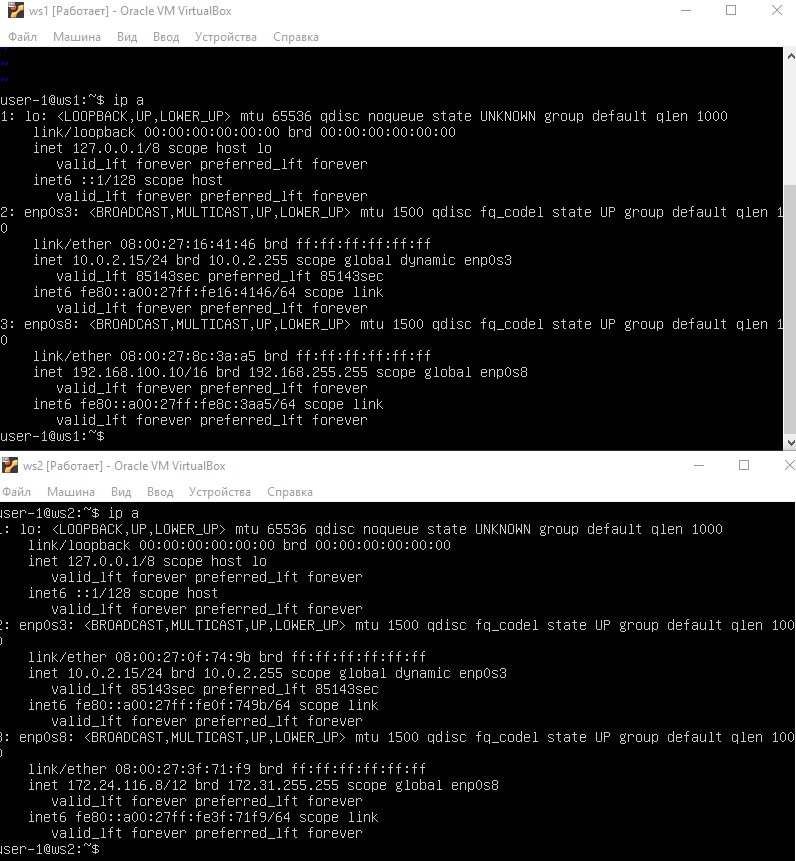 ws1 [Работает] - Oracle VM VirtualBox
Файл Машина Вид Ввод Устройства Справка
~
~
~
user-1@ws1:~$ ip a
1: lo: <LOOPBACK,UP,LOWER_UP> mtu 65536 qdisc noqueue state UNKNOWN group default qlen 1000
    link/loopback 00:00:00:00:00:00 brd 00:00:00:00:00:00
    inet 127.0.0.1/8 scope host lo
       valid_lft forever preferred_lft forever
    inet6 ::1/128 scope host
       valid_lft forever preferred_lft forever
2: enp0s3: <BROADCAST,MULTICAST,UP,LOWER_UP> mtu 1500 qdisc fq_codel state UP group default qlen 1
0
    link/ether 08:00:27:16:41:46 brd ff:ff:ff:ff:ff:ff
    inet 10.0.2.15/24 brd 10.0.2.255 scope global dynamic enp0s3
       valid_lft 85143sec preferred_lft 85143sec
    inet6 fe80::a00:27ff:fe16:4146/64 scope link
       valid_lft forever preferred_lft forever
3: enp0s8: <BROADCAST,MULTICAST,UP,LOWER_UP> mtu 1500 qdisc fq_codel state UP group default qlen 1
0
    link/ether 08:00:27:8c:3a:a5 brd ff:ff:ff:ff:ff:ff
    inet 192.168.100.10/16 brd 192.168.255.255 scope global enp0s8
       valid_lft forever preferred_lft forever
    inet6 fe80::a00:27ff:fe8c:3aa5/64 scope link
       valid_lft forever preferred_lft forever
user-1@ws1:~$
ws2 [Работает] - Oracle VM VirtualBox
Файл Машина Вид Ввод Устройства Справка
user-1@ws2:~$ ip a
1: lo: <LOOPBACK,UP,LOWER_UP> mtu 65536 qdisc noqueue state UNKNOWN group default qlen 1000
    link/loopback 00:00:00:00:00:00 brd 00:00:00:00:00:00
    inet 127.0.0.1/8 scope host lo
       valid_lft forever preferred_lft forever
    inet6 ::1/128 scope host
       valid_lft forever preferred_lft forever
2: enp0s3: <BROADCAST,MULTICAST,UP,LOWER_UP> mtu 1500 qdisc fq_codel state UP group default qlen 100
0
    link/ether 08:00:27:0f:74:9b brd ff:ff:ff:ff:ff:ff
    inet 10.0.2.15/24 brd 10.0.2.255 scope global dynamic enp0s3
       valid_lft 85143sec preferred_lft 85143sec
    inet6 fe80::a00:27ff:fe0f:749b/64 scope link
       valid_lft forever preferred_lft forever
3: enp0s8: <BROADCAST,MULTICAST,UP,LOWER_UP> mtu 1500 qdisc fq_codel state UP group default qlen 100
0
    link/ether 08:00:27:3f:71:f9 brd ff:ff:ff:ff:ff:ff
    inet 172.24.116.8/12 brd 172.31.255.255 scope global enp0s8
       valid_lft forever preferred_lft forever
    inet6 fe80::a00:27ff:fe3f:71f9/64 scope link
       valid_lft forever preferred_lft forever
user-1@ws2:~$